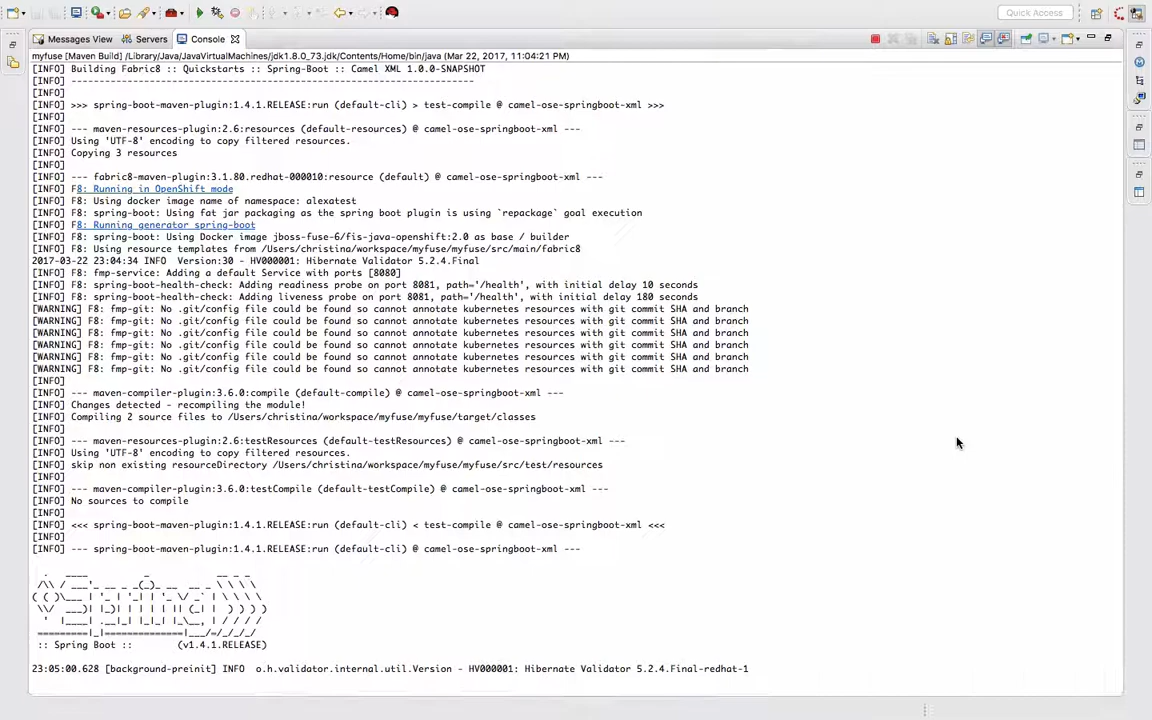 Quick Access
Messages View
Servers
Console
myfuse [Maven Build] /Library/Java/JavaVirtualMachines/jdk1.8.0_73.jdk/Contents/Home/bin/java (Mar 22, 2017, 11:04:21 PM)
[INFO] Building Fabric8 :: Quickstarts :: Spring-Boot :: Camel XML 1.0.0-SNAPSHOT
[INFO] ------------------------------------------------------------------------
[INFO]
[INFO] >>> spring-boot-maven-plugin:1.4.1.RELEASE:run (default-cli) > test-compile @ camel-ose-springboot-xml >>>
[INFO]
[INFO] --- maven-resources-plugin:2.6:resources (default-resources) @ camel-ose-springboot-xml ---
[INFO] Using 'UTF-8' encoding to copy filtered resources.
[INFO] Copying 3 resources
[INFO]
[INFO] --- fabric8-maven-plugin:3.1.80.redhat-000010:resource (default) @ camel-ose-springboot-xml ---
[INFO] F8: Running in OpenShift mode
[INFO] F8: Using docker image name of namespace: alexatest
[INFO] F8: spring-boot: Using fat jar packaging as the spring boot plugin is using `repackage` goal execution
[INFO] F8: Running generator spring-boot
[INFO] F8: spring-boot: Using Docker image jboss-fuse-6/fis-java-openshift:2.0 as base / builder
[INFO] F8: Using resource templates from /Users/christina/workspace/myfuse/myfuse/src/main/fabric8
2017-03-22 23:04:34 INFO  Version:30 - HV000001: Hibernate Validator 5.2.4.Final
[INFO] F8: fmp-service: Adding a default Service with ports [8080]
[INFO] F8: spring-boot-health-check: Adding readiness probe on port 8081, path='/health', with initial delay 10 seconds
[INFO] F8: spring-boot-health-check: Adding liveness probe on port 8081, path='/health', with initial delay 180 seconds
[WARNING] F8: fmp-git: No .git/config file could be found so cannot annotate kubernetes resources with git commit SHA and branch
[WARNING] F8: fmp-git: No .git/config file could be found so cannot annotate kubernetes resources with git commit SHA and branch
[WARNING] F8: fmp-git: No .git/config file could be found so cannot annotate kubernetes resources with git commit SHA and branch
[WARNING] F8: fmp-git: No .git/config file could be found so cannot annotate kubernetes resources with git commit SHA and branch
[WARNING] F8: fmp-git: No .git/config file could be found so cannot annotate kubernetes resources with git commit SHA and branch
[WARNING] F8: fmp-git: No .git/config file could be found so cannot annotate kubernetes resources with git commit SHA and branch
[INFO]
[INFO] --- maven-compiler-plugin:3.6.0:compile (default-compile) @ camel-ose-springboot-xml ---
[INFO] Changes detected - recompiling the module!
[INFO] Compiling 2 source files to /Users/christina/workspace/myfuse/myfuse/target/classes
[INFO]
[INFO] --- maven-resources-plugin:2.6:testResources (default-testResources) @ camel-ose-springboot-xml ---
[INFO] Using 'UTF-8' encoding to copy filtered resources.
[INFO] skip non existing resourceDirectory /Users/christina/workspace/myfuse/myfuse/src/test/resources
[INFO]
[INFO] --- maven-compiler-plugin:3.6.0:testCompile (default-testCompile) @ camel-ose-springboot-xml ---
[INFO] No sources to compile
[INFO]
[INFO] <<< spring-boot-maven-plugin:1.4.1.RELEASE:run (default-cli) < test-compile @ camel-ose-springboot-xml <<<
[INFO]
[INFO] --- spring-boot-maven-plugin:1.4.1.RELEASE:run (default-cli) @ camel-ose-springboot-xml ---
:: Spring Boot ::        (v1.4.1.RELEASE)
23:05:00.628 [background-preinit] INFO  o.h.validator.internal.util.Version - HV000001: Hibernate Validator 5.2.4.Final-redhat-1